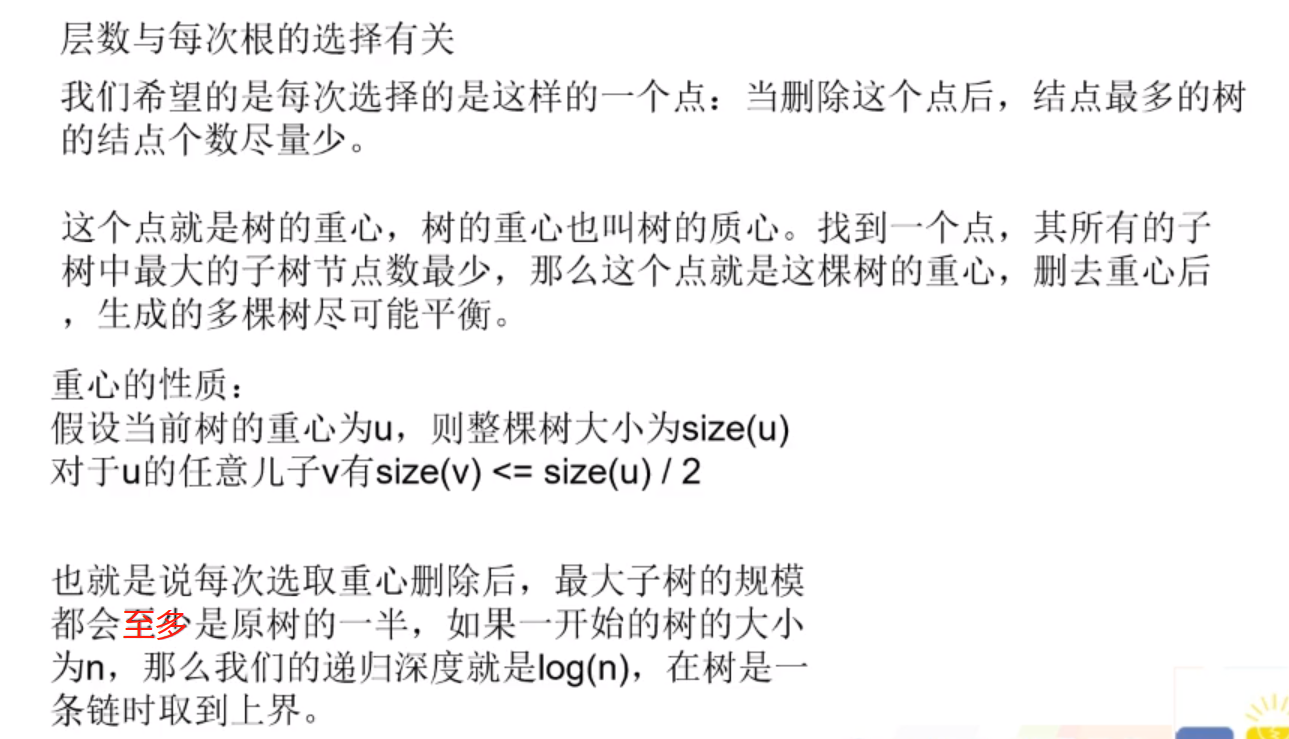 层数与每次根的选择有关
我们希望的是每次选择的是这样的一个点：当删除这个点后，结点最多的树
的结点个数尽量少。
这个点就是树的重心，树的重心也叫树的质心。找到一个点，其所有的子
树中最大的子树节点数最少，那么这个点就是这棵树的重心，删去重心后
，生成的多棵树尽可能平衡。
重心的性质：
假设当前树的重心为u，则整棵树大小为size(u)
对于u的任意儿子v有size(v) <= size(u) / 2
也就是说每次选取重心删除后，最大子树的规模
都会至多是原树的一半，如果一开始的树的大小
为n，那么我们的递归深度就是log(n)，在树是一
条链时取到上界。